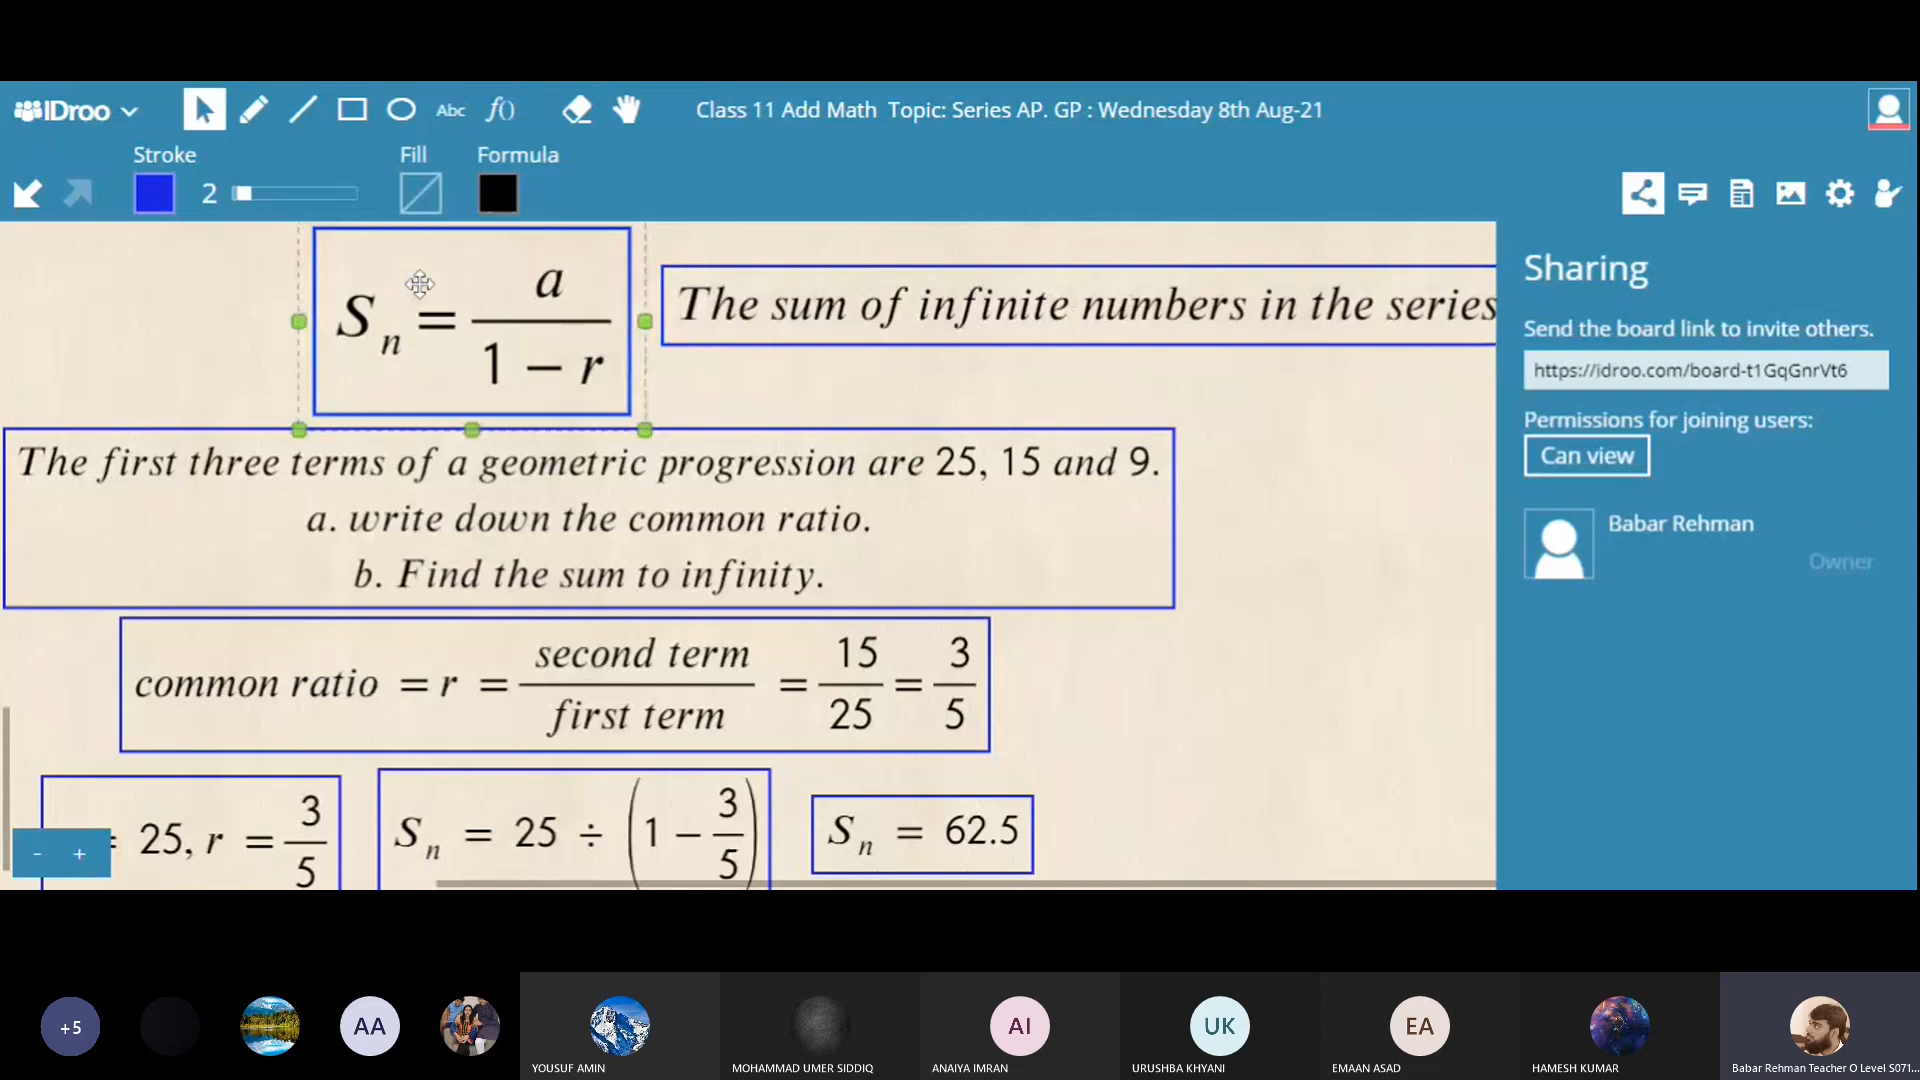 IDroo
Abc
f()
Class 11 Add Math Topic: Series AP. GP : Wednesday 8th Aug-21
Stroke
Fill
Formula
2
S n = a / 1 − r
The sum of infinite numbers in the series
The first three terms of a geometric progression are 25, 15 and 9.
a. write down the common ratio.
b. Find the sum to infinity.
common ratio = r = second term / first term = 15 / 25 = 3 / 5
= 25, r = 3 / 5
S n = 25 ÷ ( 1 − 3 / 5 )
S n = 62.5
- +
Sharing
Send the board link to invite others.
https://idroo.com/board-t1GqGnrVt6
Permissions for joining users:
Can view
Babar Rehman
Owner
+5
AA
YOUSUF AMIN
MOHAMMAD UMER SIDDIQ
AI
ANAIYA IMRAN
UK
URUSHBA KHYANI
EA
EMAAN ASAD
HAMESH KUMAR
Babar Rehman Teacher O Level S071...